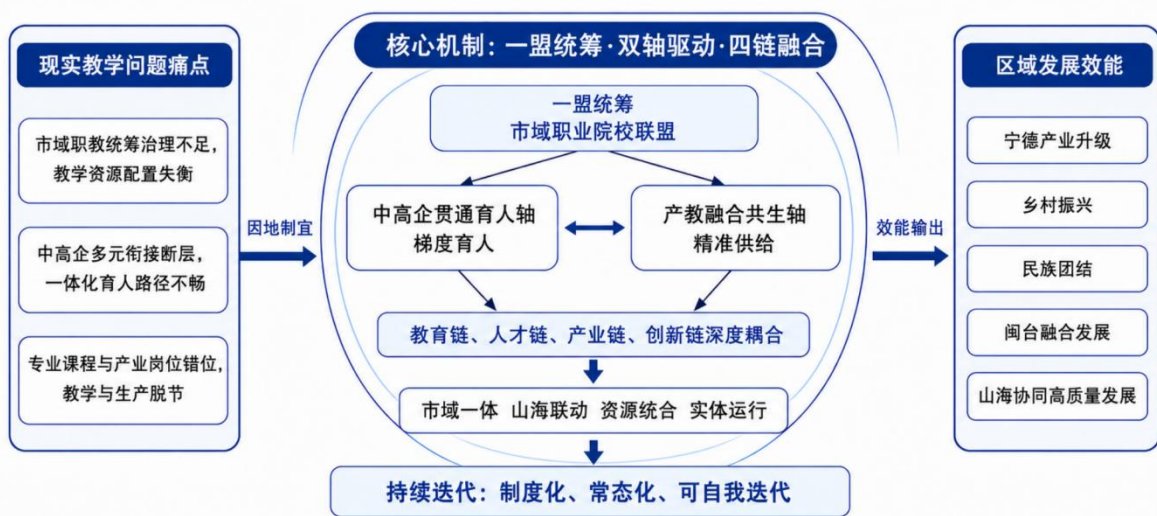 现实教学问题痛点
市域职教统筹治理不足，
教学资源配置失衡
中高企多元衔接断层，
一体化育人路径不畅
专业课程与产业岗位错位，
教学与生产脱节
因地制宜
核心机制：一盟统筹·双轴驱动·四链融合
一盟统筹
市域职业院校联盟
中高企贯通育人轴
梯度育人
产教融合共生轴
精准供给
教育链、人才链、产业链、创新链深度耦合
市域一体 山海联动 资源统合 实体运行
持续迭代：制度化、常态化、可自我迭代
效能输出
区域发展效能
宁德产业升级
乡村振兴
民族团结
闽台融合发展
山海协同高质量发展